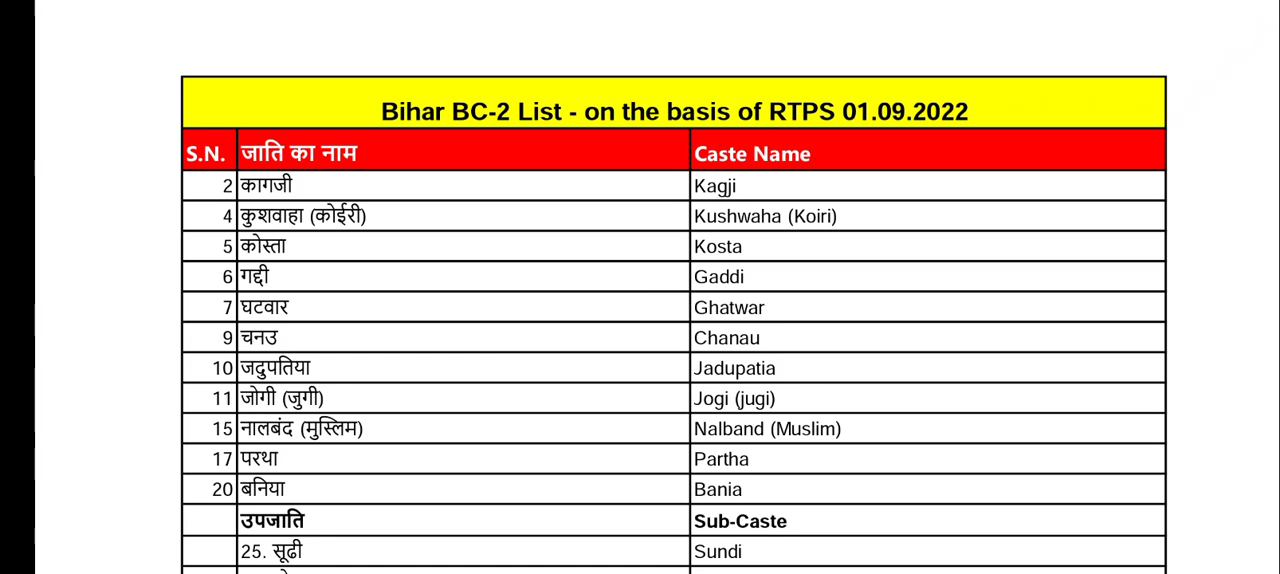 Bihar BC-2 List - on the basis of RTPS 01.09.2022
S.N. जाति का नाम Caste Name
2 कागजी Kagji
4 कुशवाहा (कोईरी) Kushwaha (Koiri)
5 कोस्ता Kosta
6 गद्दी Gaddi
7 घटवार Ghatwar
9 चनउ Chanau
10 जदुपतिया Jadupatia
11 जोगी (जुगी) Jogi (jugi)
15 नालबंद (मुस्लिम) Nalband (Muslim)
17 परथा Partha
20 बनिया Bania
उपजाति Sub-Caste
25. सूढी Sundi